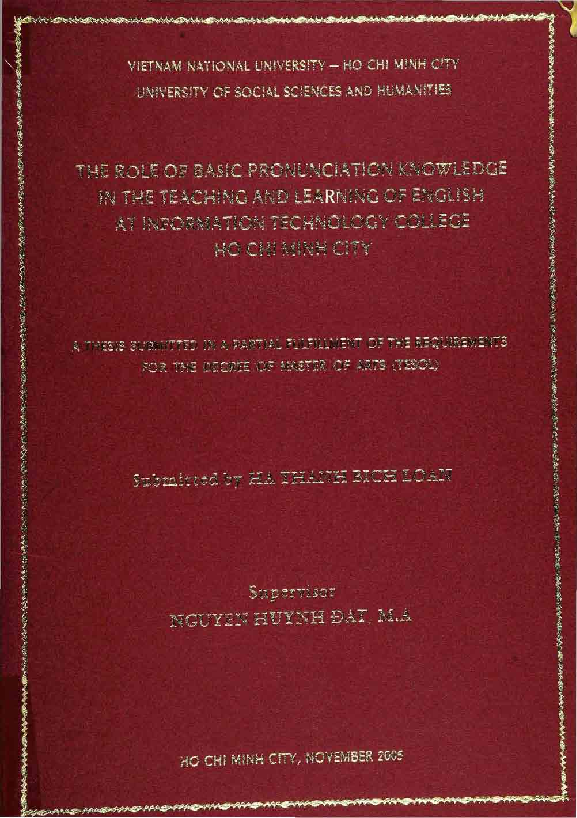 VIETNAM NATIONAL UNIVERSITY – HO CHI MINH CITY
UNIVERSITY OF SOCIAL SCIENCES AND HUMANITIES
THE ROLE OF BASIC PRONUNCIATION KNOWLEDGE
IN THE TEACHING AND LEARNING OF ENGLISH
AT INFORMATION TECHNOLOGY COLLEGE
HO CHI MINH CITY
A THESIS SUBMITTED IN A PARTIAL FULFILLMENT OF THE REQUIREMENTS
FOR THE DEGREE OF MASTER OF ARTS (TESOL)
Submitted by HA THANH BICH LOAN
Supervisor
NGUYEN HUYNH ĐAT, M.A
HO CHI MINH CITY, NOVEMBER 2005